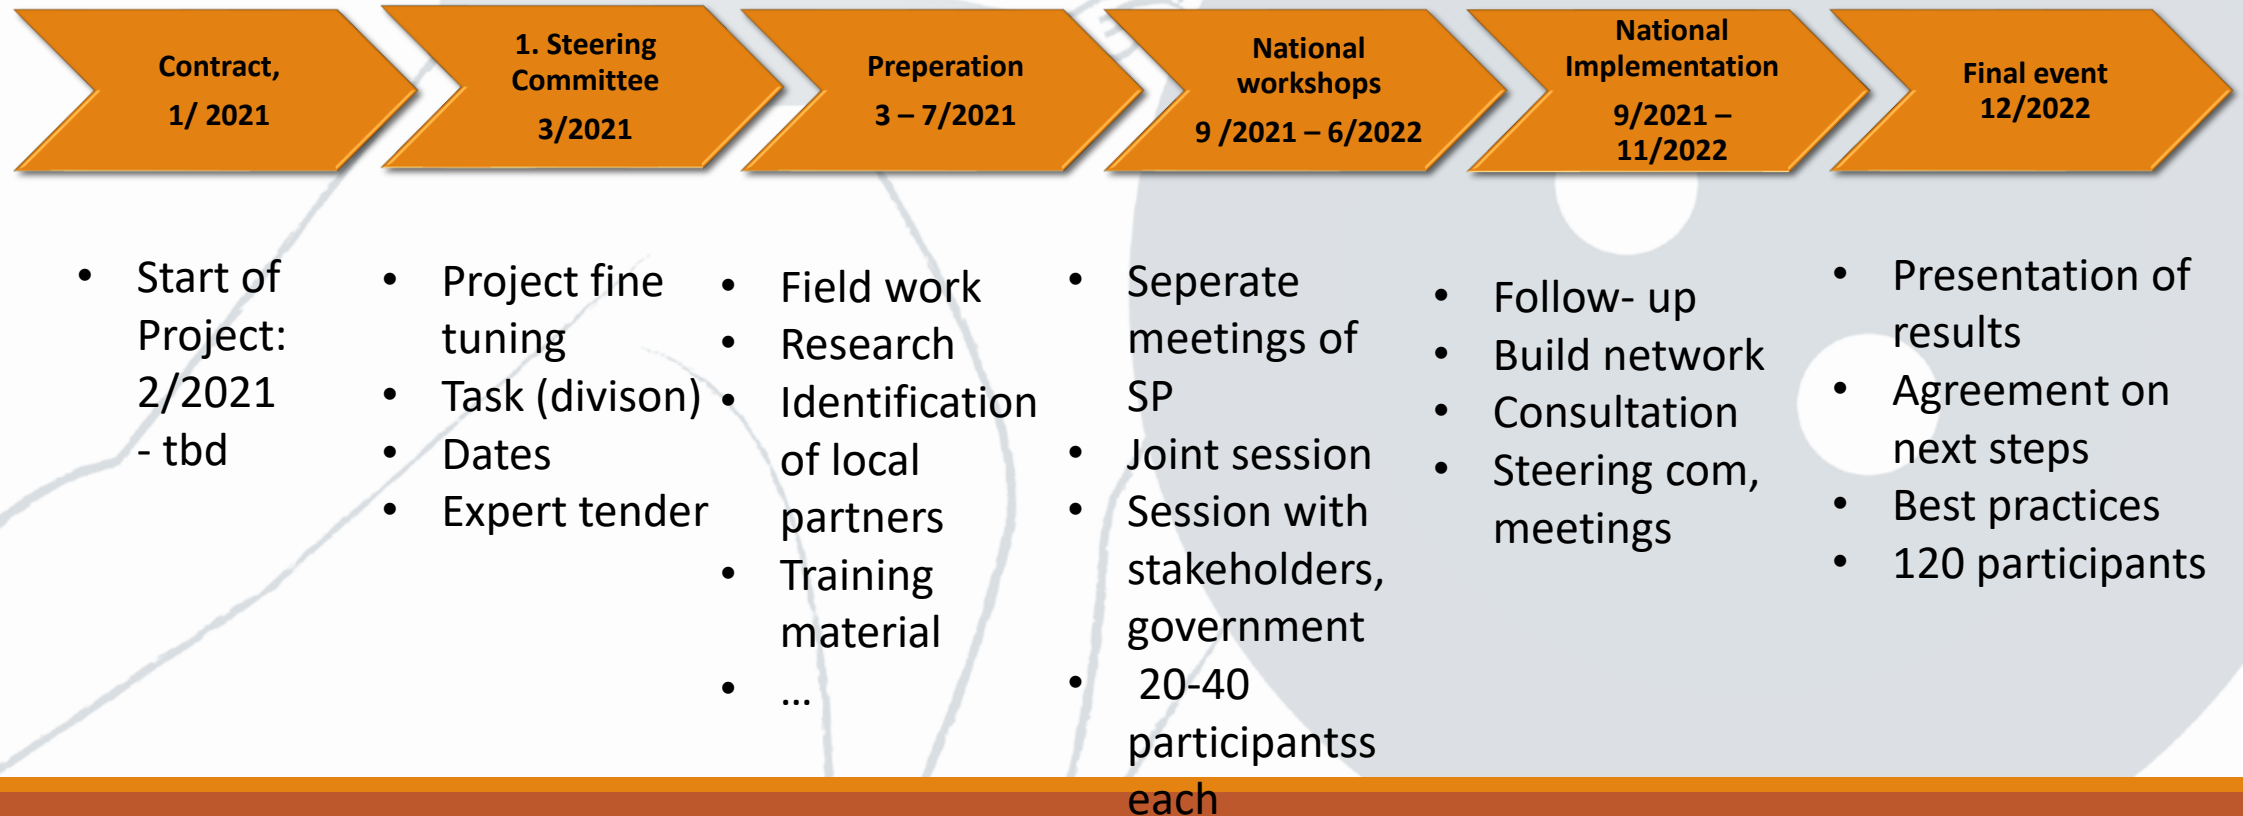 Contract,
1/ 2021
1. Steering
Committee
3/2021
Preperation
3 – 7/2021
National
workshops
9 /2021 – 6/2022
National
Implementation
9/2021 –
11/2022
Final event
12/2022
• Start of
Project:
2/2021
- tbd
• Project fine
tuning
• Task (divison)
• Dates
• Expert tender
• Field work
• Research
• Identification
of local
partners
• Training
material
• ...
• Seperate
meetings of
SP
• Joint session
• Session with
stakeholders,
government
• 20-40
participantss
each
• Follow- up
• Build network
• Consultation
• Steering com,
meetings
• Presentation of
results
• Agreement on
next steps
• Best practices
• 120 participants